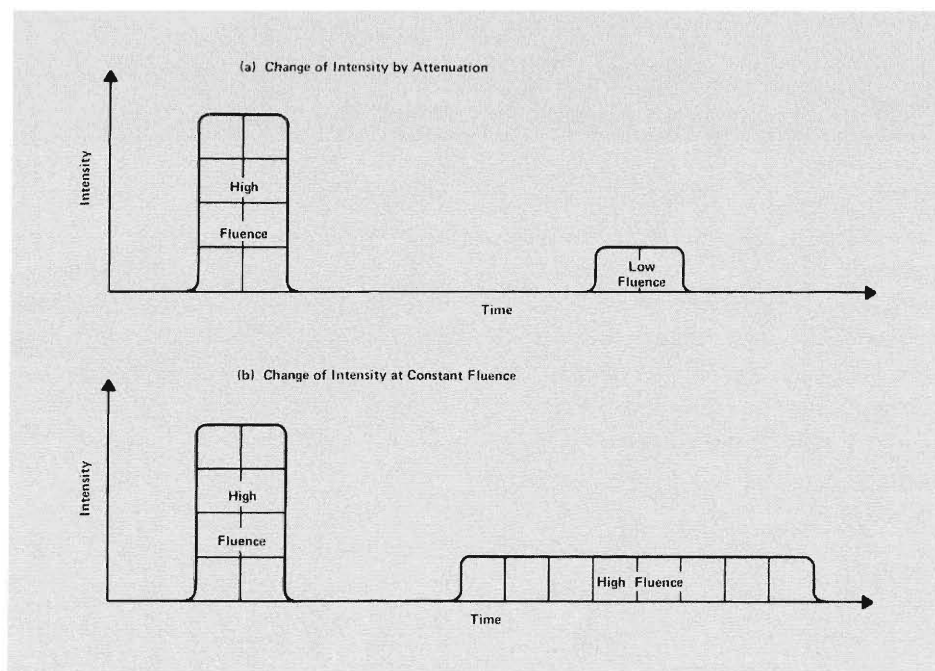 (a) Change of Intensity by Attenuation
Intensity
High
Fluence
Low
Fluence
Time
(b) Change of Intensity at Constant Fluence
Intensity
High
Fluence
High Fluence
Time